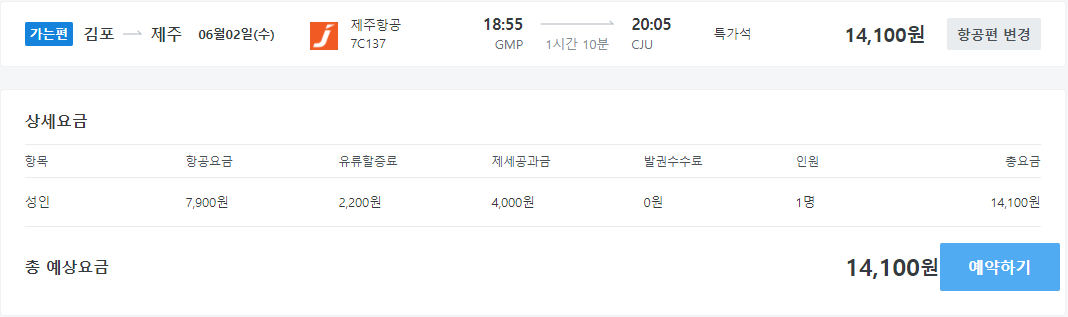 가는편 김포 제주 06월02일(수) 제주항공 7C137 18:55 GMP 1시간 10분 20:05 CJU 특가석 14,100원 항공편 변경
상세요금
항목 항공요금 유류할증료 제세공과금 발권수수료 인원 총요금
성인 7,900원 2,200원 4,000원 0원 1명 14,100원
총 예상요금 14,100원 예약하기